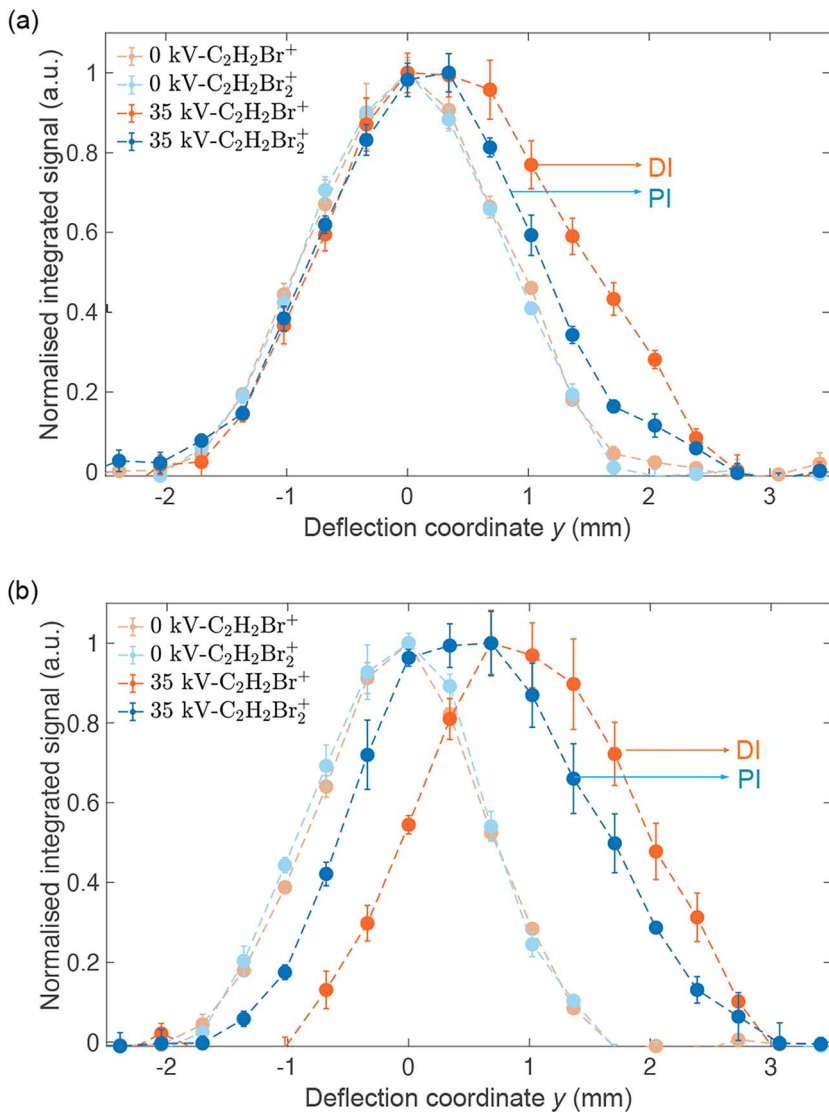 (a)
0 kV-C₂H₂Br⁺
0 kV-C₂H₂Br₂⁺
35 kV-C₂H₂Br⁺
35 kV-C₂H₂Br₂⁺
DI
PI
Normalised integrated signal (a.u.)
1
0.8
0.6
0.4
0.2
0
-2
-1
0
1
2
3
Deflection coordinate y (mm)
(b)
0 kV-C₂H₂Br⁺
0 kV-C₂H₂Br₂⁺
35 kV-C₂H₂Br⁺
35 kV-C₂H₂Br₂⁺
DI
PI
Normalised integrated signal (a.u.)
1
0.8
0.6
0.4
0.2
0
-2
-1
0
1
2
3
Deflection coordinate y (mm)